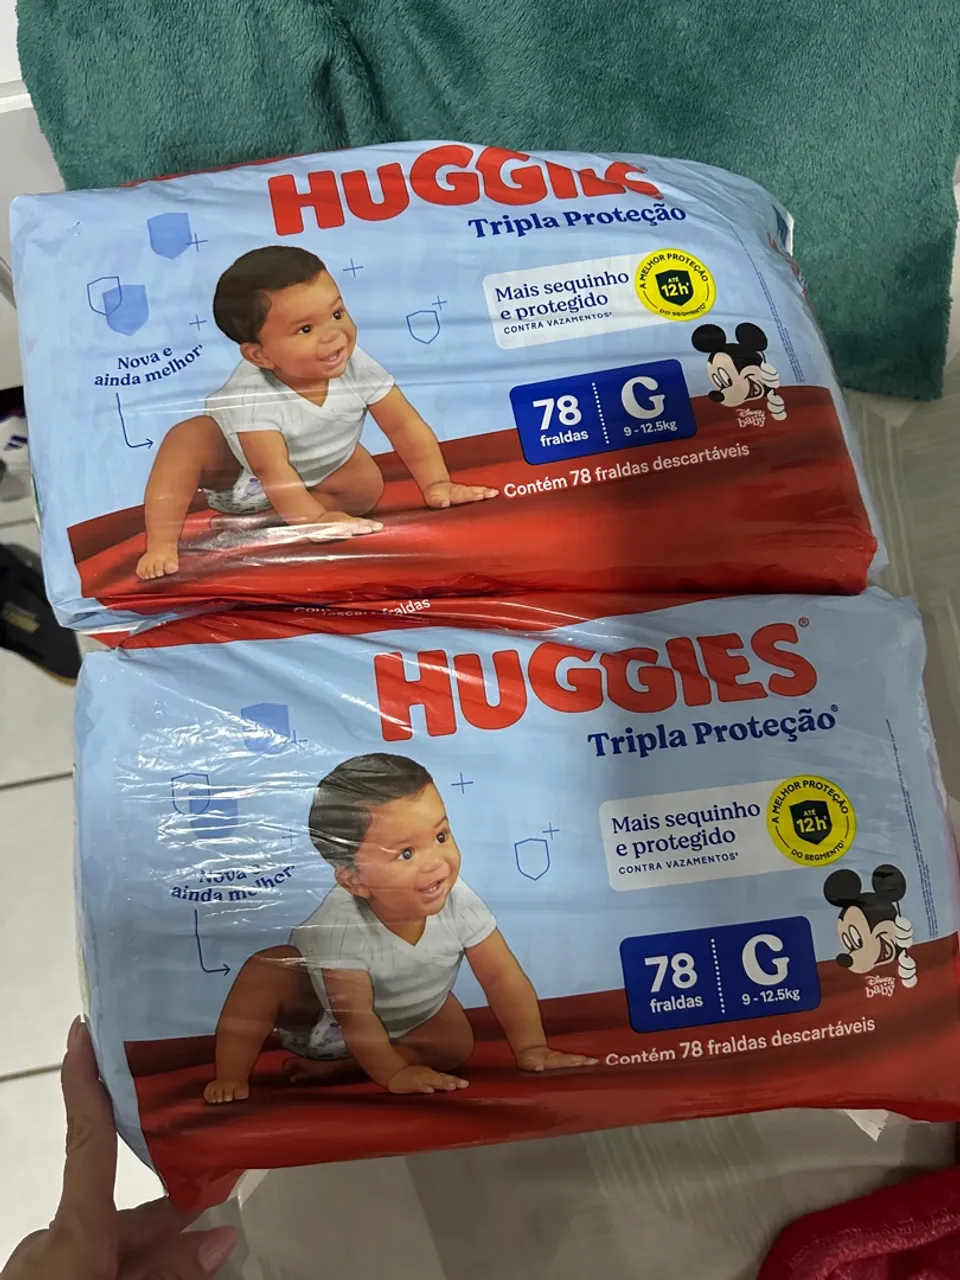 HUGGIES
Tripla Proteção
Mais sequinho
e protegido
CONTRA VAZAMENTOS*
A MELHOR PROTEÇÃO
ATÉ
12h*
DO SEGMENTO*
Nova e
ainda melhor*
78
fraldas
G
9 - 12.5kg
Disney
baby
Contém 78 fraldas descartáveis
fraldas
HUGGIES®
Tripla Proteção®
Mais sequinho
e protegido
CONTRA VAZAMENTOS*
A MELHOR PROTEÇÃO
ATÉ
12h*
DO SEGMENTO*
Nova e
ainda melhor*
78
fraldas
G
9 - 12.5kg
Disney
baby
Contém 78 fraldas descartáveis